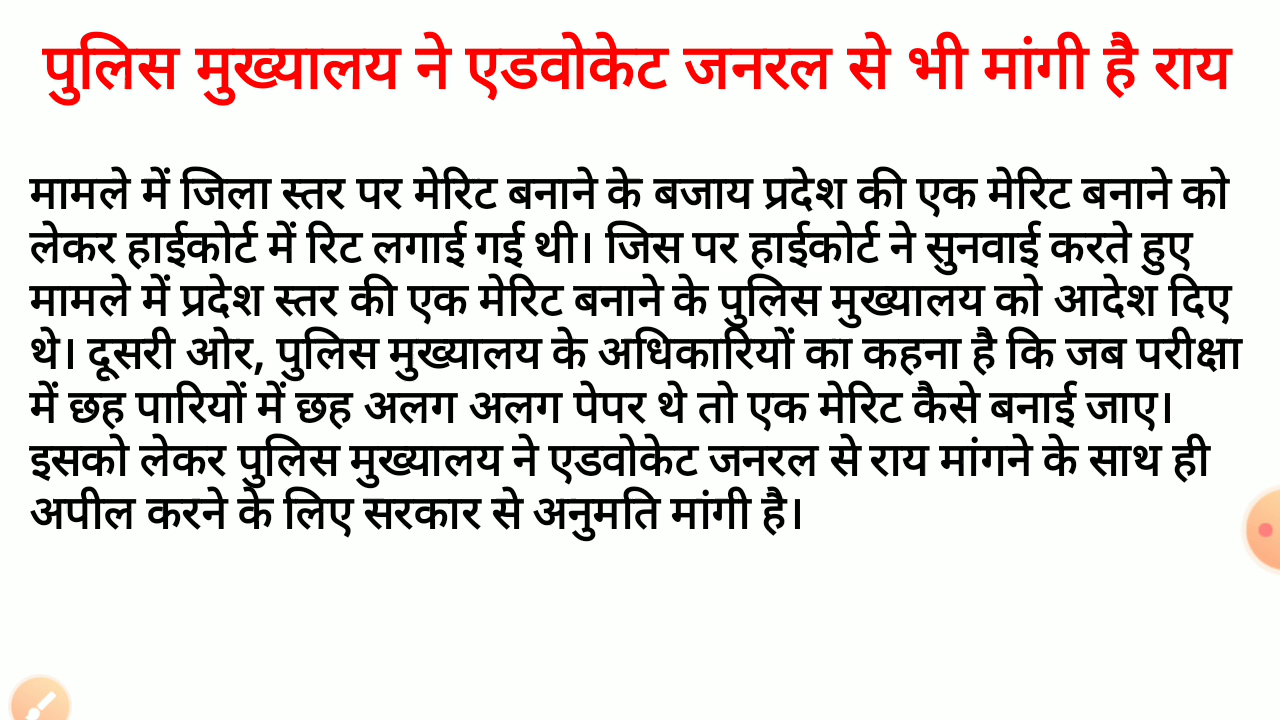 पुलिस मुख्यालय ने एडवोकेट जनरल से भी मांगी है राय
मामले में जिला स्तर पर मेरिट बनाने के बजाय प्रदेश की एक मेरिट बनाने को
लेकर हाईकोर्ट में रिट लगाई गई थी। जिस पर हाईकोर्ट ने सुनवाई करते हुए
मामले में प्रदेश स्तर की एक मेरिट बनाने के पुलिस मुख्यालय को आदेश दिए
थे। दूसरी ओर, पुलिस मुख्यालय के अधिकारियों का कहना है कि जब परीक्षा
में छह पारियों में छह अलग अलग पेपर थे तो एक मेरिट कैसे बनाई जाए।
इसको लेकर पुलिस मुख्यालय ने एडवोकेट जनरल से राय मांगने के साथ ही
अपील करने के लिए सरकार से अनुमति मांगी है।